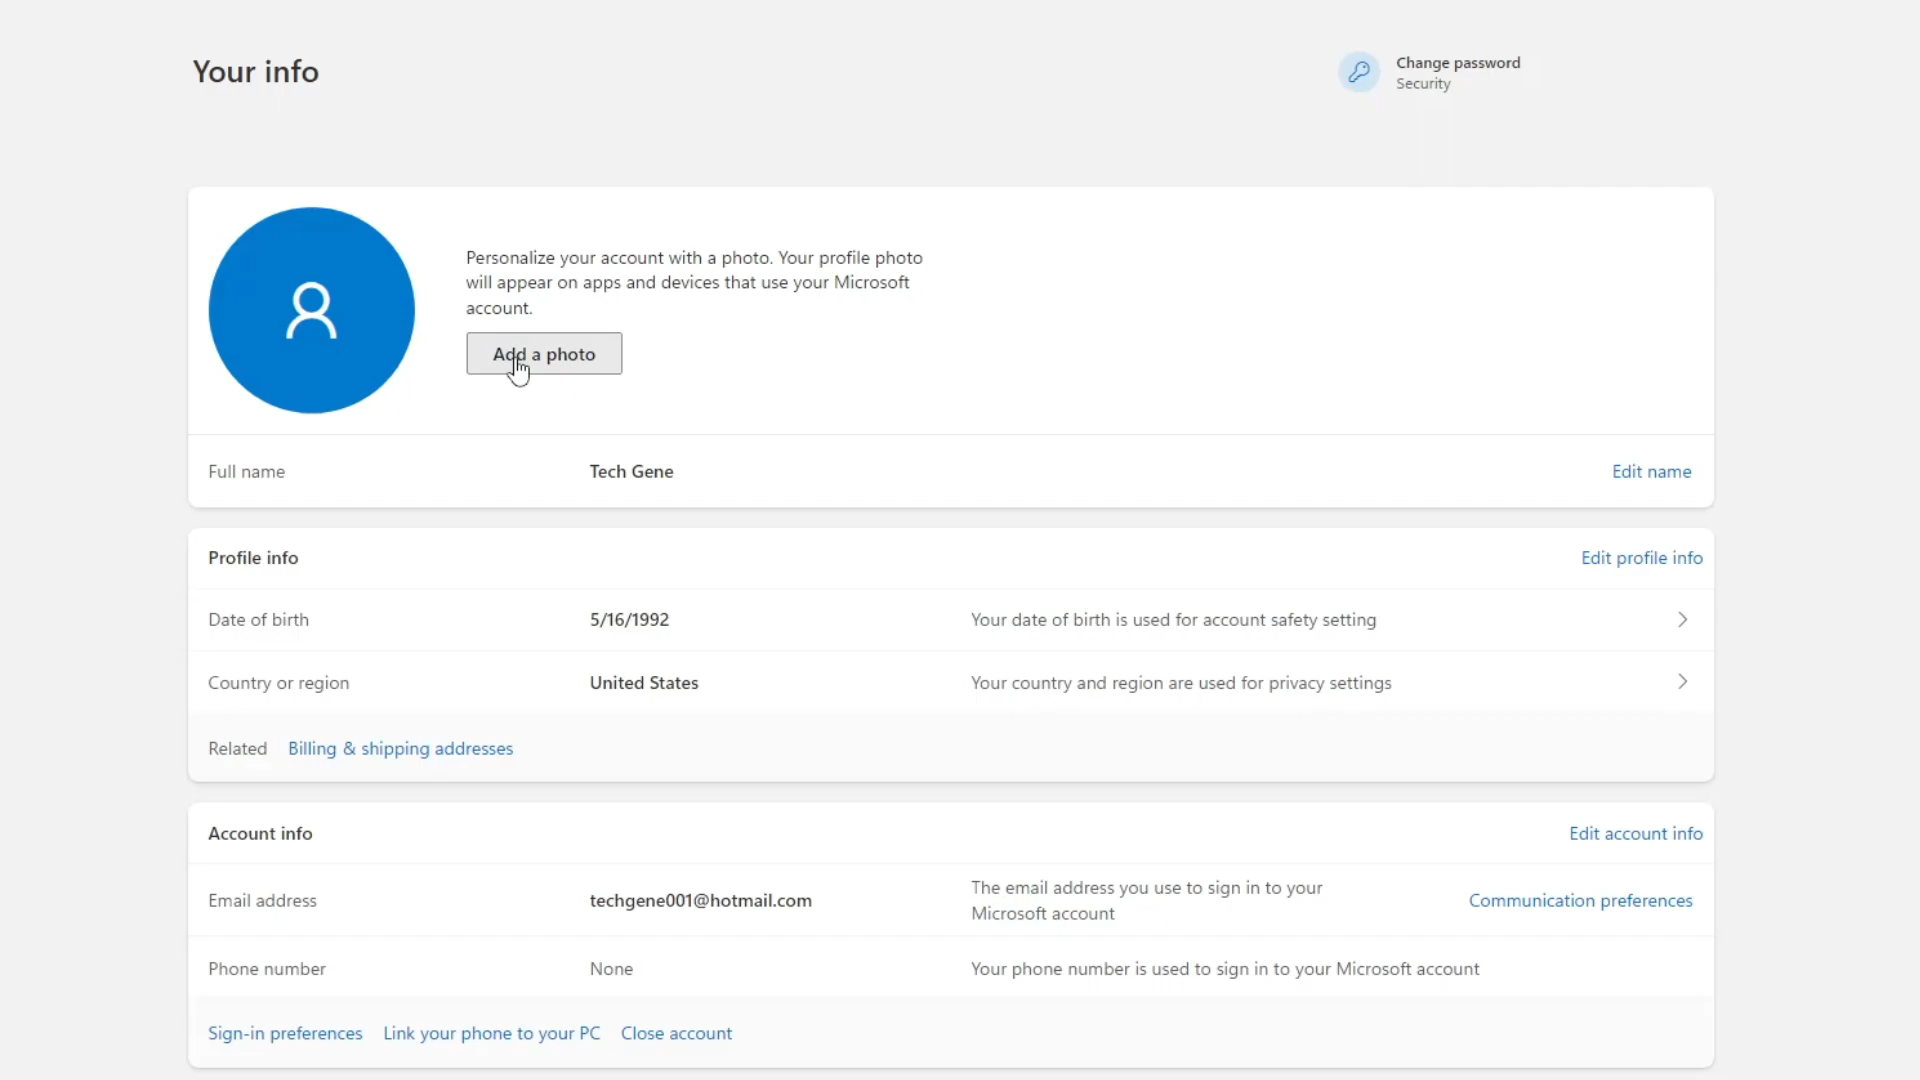 Your info
Change password
Security
Personalize your account with a photo. Your profile photo
will appear on apps and devices that use your Microsoft
account.
Add a photo
Full name
Tech Gene
Edit name
Profile info
Edit profile info
Date of birth
5/16/1992
Your date of birth is used for account safety setting
Country or region
United States
Your country and region are used for privacy settings
Related
Billing & shipping addresses
Account info
Edit account info
Email address
techgene001@hotmail.com
The email address you use to sign in to your
Microsoft account
Communication preferences
Phone number
None
Your phone number is used to sign in to your Microsoft account
Sign-in preferences
Link your phone to your PC
Close account